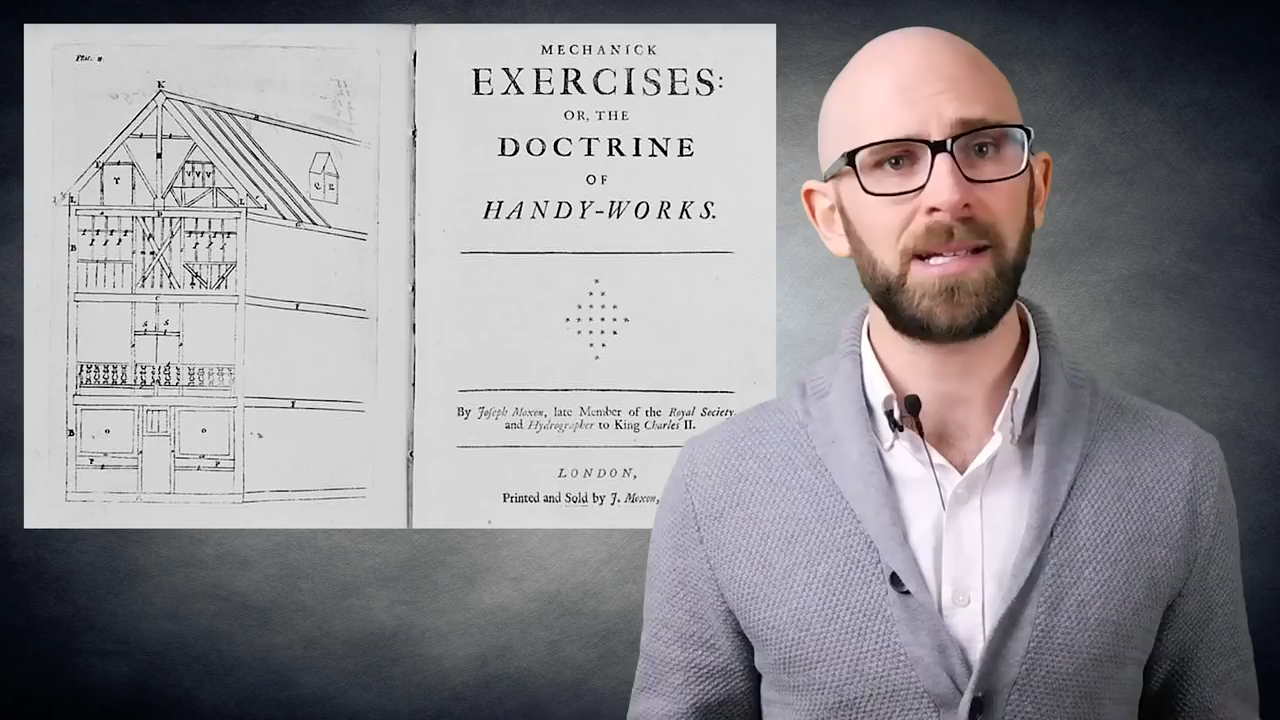 Plat. 11.
K
MECHANICK
EXERCISES:
OR, THE
DOCTRINE
OF
HANDY-WORKS.
By Joseph Moxon, late Member of the Royal Society,
and Hydrographer to King Charles II.
LONDON,
Printed and Sold by J. Moxon,